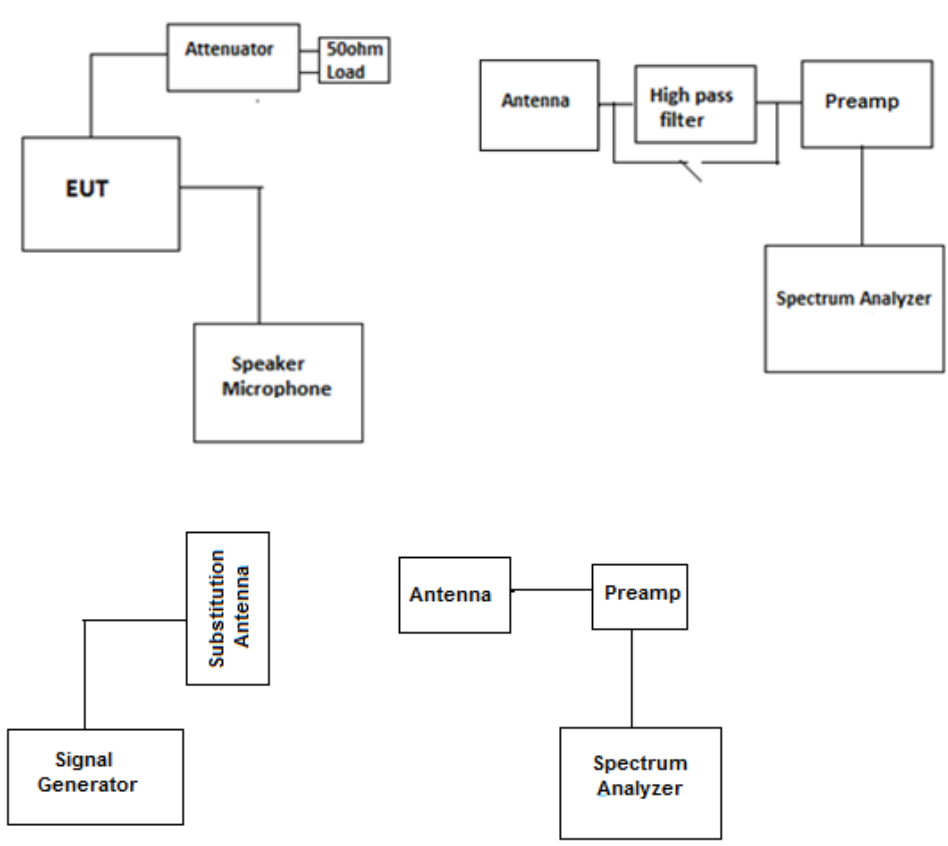 Attenuator
50ohm
Load
EUT
Speaker
Microphone
Antenna
High pass
filter
Preamp
Spectrum Analyzer
Substitution
Antenna
Signal
Generator
Antenna
Preamp
Spectrum
Analyzer